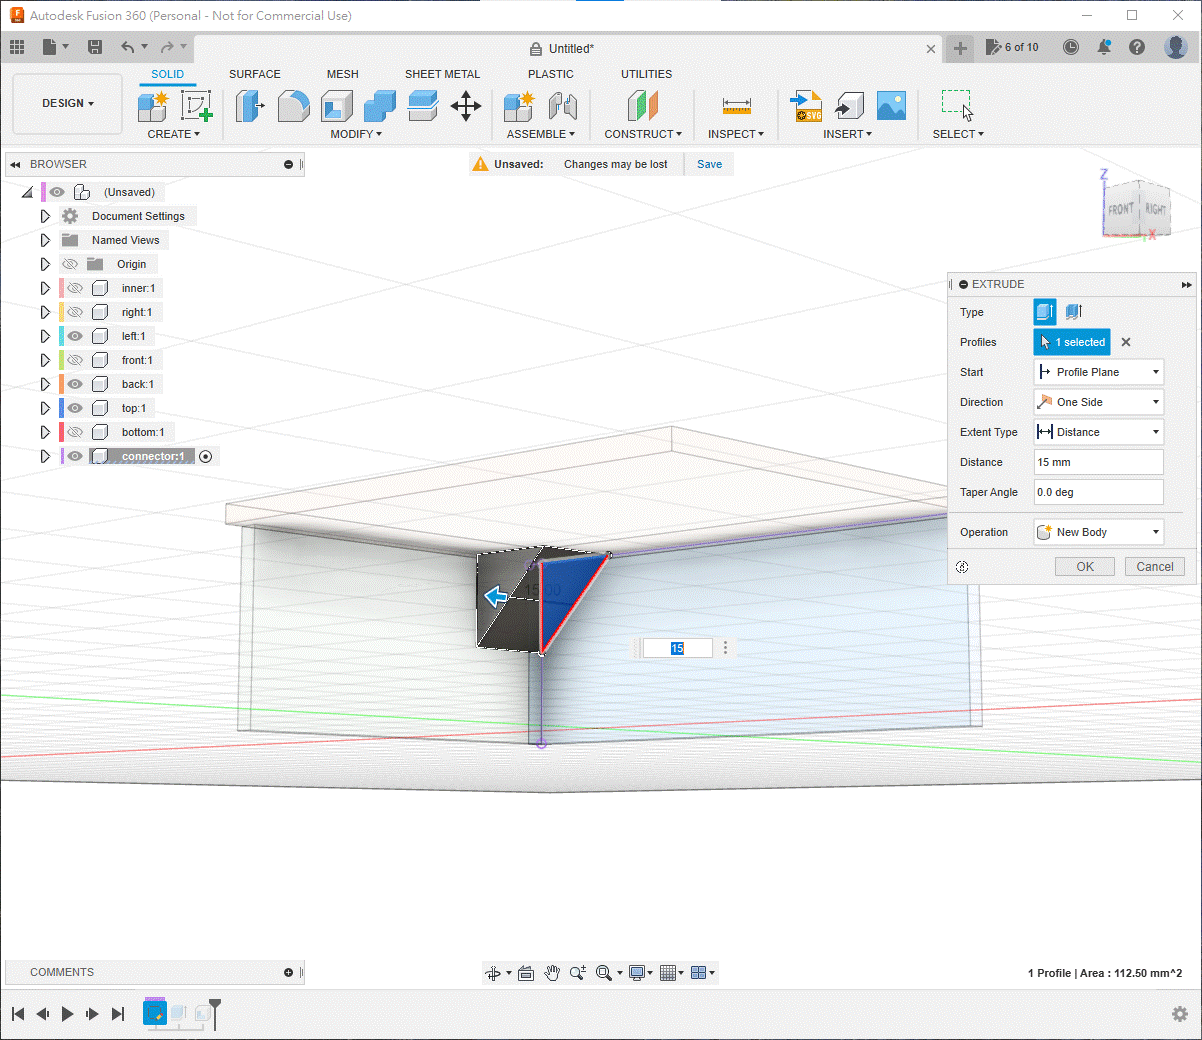 Autodesk Fusion 360 (Personal - Not for Commercial Use)
Untitled*
6 of 10
DESIGN
SOLID
SURFACE
MESH
SHEET METAL
PLASTIC
UTILITIES
CREATE
MODIFY
ASSEMBLE
CONSTRUCT
INSPECT
INSERT
SELECT
SVG
BROWSER
Unsaved:
Changes may be lost
Save
(Unsaved)
Document Settings
Named Views
Origin
inner:1
right:1
left:1
front:1
back:1
top:1
bottom:1
connector:1
Z
FRONT
RIGHT
X
EXTRUDE
Type
Profiles
1 selected
Start
Profile Plane
Direction
One Side
Extent Type
Distance
Distance
15 mm
Taper Angle
0.0 deg
Operation
New Body
OK
Cancel
15.00
15
COMMENTS
1 Profile | Area : 112.50 mm^2